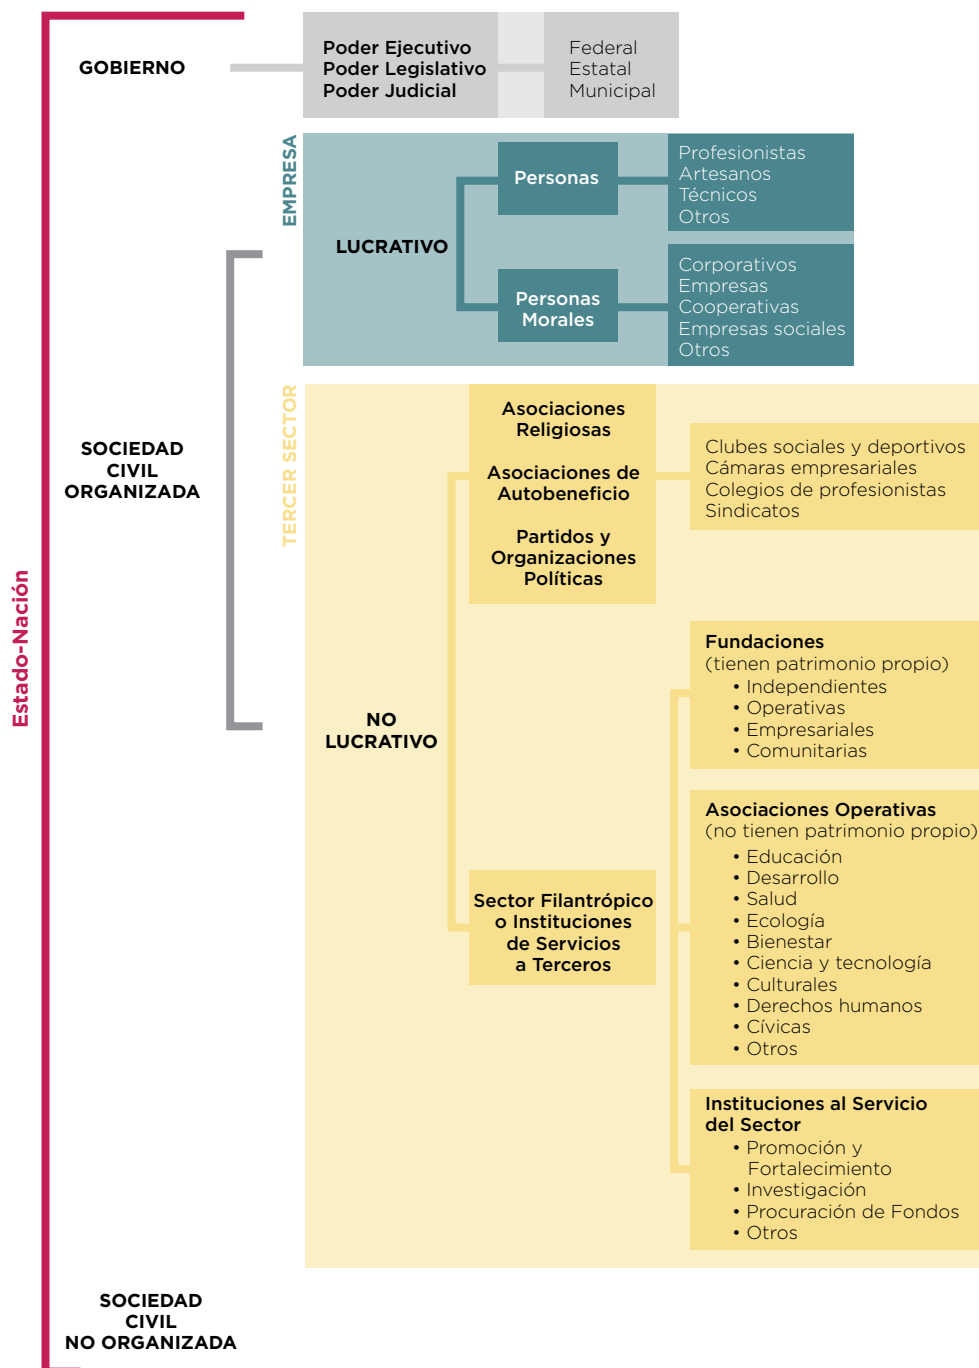 Estado-Nación
GOBIERNO
Poder Ejecutivo
Poder Legislativo
Poder Judicial
Federal
Estatal
Municipal
SOCIEDAD
CIVIL
ORGANIZADA
EMPRESA
LUCRATIVO
Personas
Profesionistas
Artesanos
Técnicos
Otros
Personas
Morales
Corporativos
Empresas
Cooperativas
Empresas sociales
Otros
TERCER SECTOR
NO
LUCRATIVO
Asociaciones
Religiosas
Asociaciones de
Autobeneficio
Partidos y
Organizaciones
Políticas
Clubes sociales y deportivos
Cámaras empresariales
Colegios de profesionistas
Sindicatos
Sector Filantrópico
o Instituciones
de Servicios
a Terceros
Fundaciones
(tienen patrimonio propio)
• Independientes
• Operativas
• Empresariales
• Comunitarias
Asociaciones Operativas
(no tienen patrimonio propio)
• Educación
• Desarrollo
• Salud
• Ecología
• Bienestar
• Ciencia y tecnología
• Culturales
• Derechos humanos
• Cívicas
• Otros
Instituciones al Servicio
del Sector
• Promoción y
Fortalecimiento
• Investigación
• Procuración de Fondos
• Otros
SOCIEDAD
CIVIL
NO ORGANIZADA